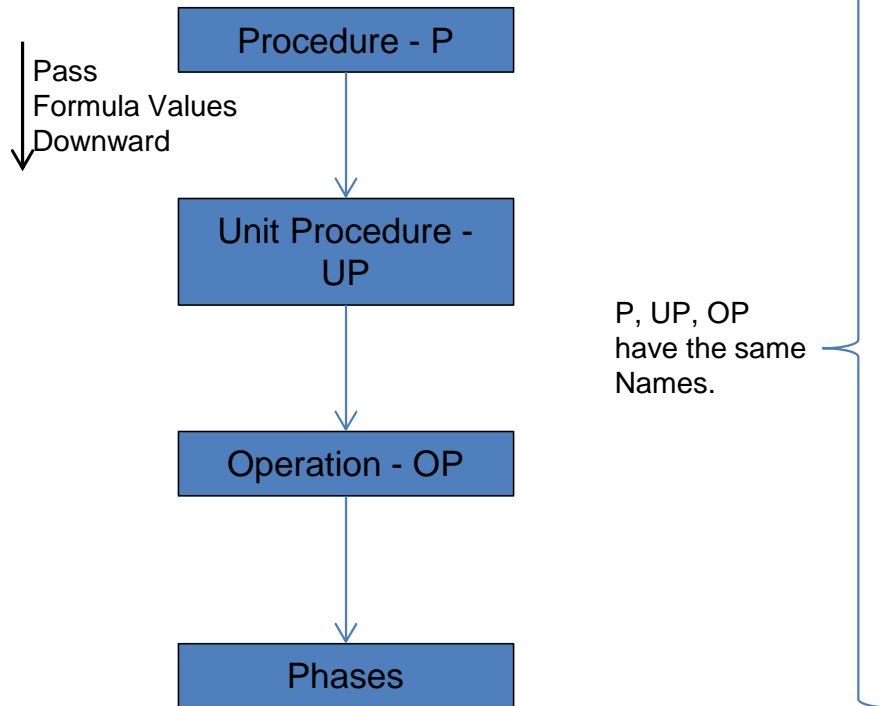 Procedure - P
Pass
Formula Values
Downward
Unit Procedure -
UP
P, UP, OP
have the same
Names.
Operation - OP
Phases